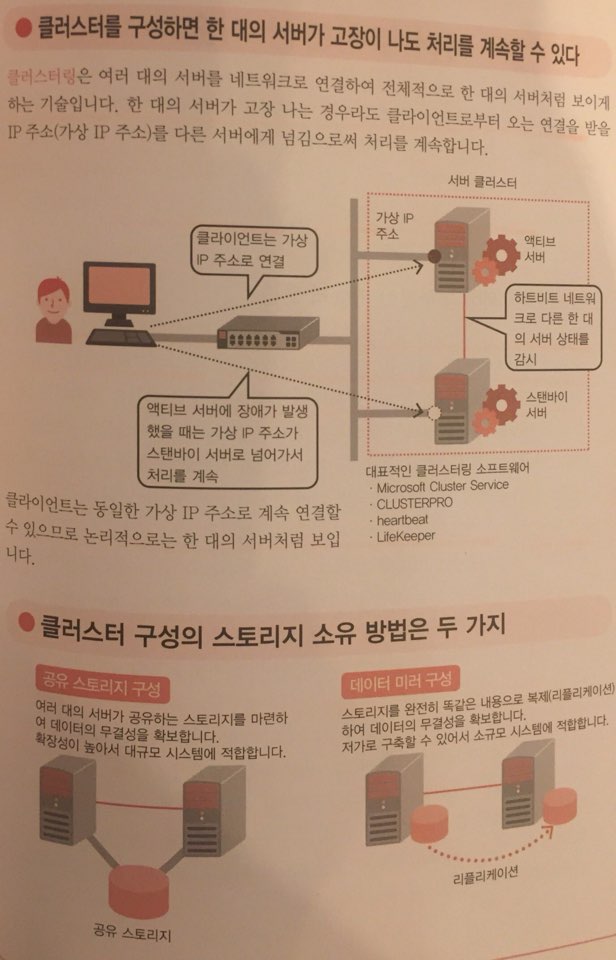 클러스터를 구성하면 한 대의 서버가 고장이 나도 처리를 계속할 수 있다
클러스터링은 여러 대의 서버를 네트워크로 연결하여 전체적으로 한 대의 서버처럼 보이게
하는 기술입니다. 한 대의 서버가 고장 나는 경우라도 클라이언트로부터 오는 연결을 받을
IP 주소(가상 IP 주소)를 다른 서버에게 넘김으로써 처리를 계속합니다.
서버 클러스터
가상 IP
주소
액티브
서버
클라이언트는 가상
IP 주소로 연결
하트비트 네트워
크로 다른 한 대
의 서버 상태를
감시
액티브 서버에 장애가 발생
했을 때는 가상 IP 주소가
스탠바이 서버로 넘어가서
처리를 계속
스탠바이
서버
대표적인 클러스터링 소프트웨어
· Microsoft Cluster Service
· CLUSTERPRO
· heartbeat
· LifeKeeper
클라이언트는 동일한 가상 IP 주소로 계속 연결할
수 있으므로 논리적으로는 한 대의 서버처럼 보입
니다.
클러스터 구성의 스토리지 소유 방법은 두 가지
공유 스토리지 구성
여러 대의 서버가 공유하는 스토리지를 마련하
여 데이터의 무결성을 확보합니다.
확장성이 높아서 대규모 시스템에 적합합니다.
공유 스토리지
데이터 미러 구성
스토리지를 완전히 똑같은 내용으로 복제(리플리케이션)
하여 데이터의 무결성을 확보합니다.
저가로 구축할 수 있어서 소규모 시스템에 적합합니다.
리플리케이션